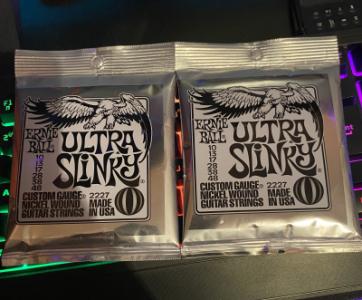 ERNIE BALL
ULTRA SLINKY®
10
13
17
28
38
48
CUSTOM GAUGE® 2227
NICKEL WOUND MADE
GUITAR STRINGS IN USA
ERNIE BALL
ULTRA SLINKY®
10
13
17
28
38
48
CUSTOM GAUGE® 2227
NICKEL WOUND MADE
GUITAR STRINGS IN USA